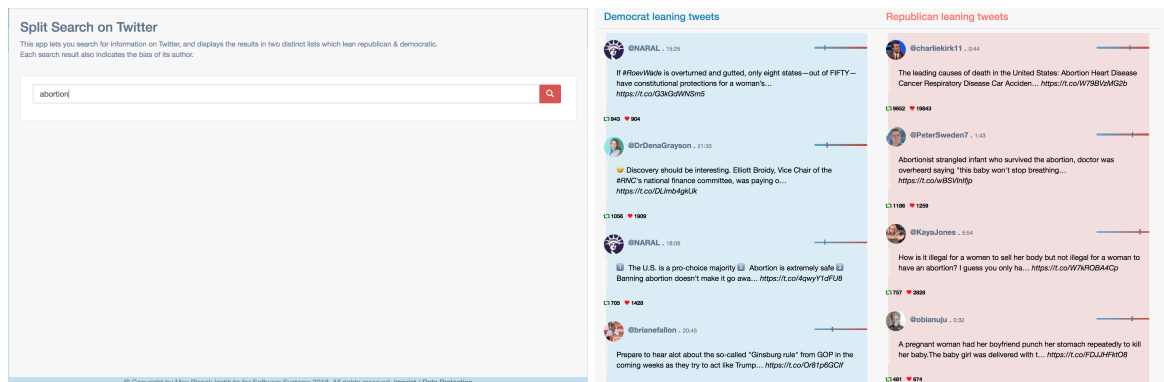 Split Search on Twitter
This app lets you search for information on Twitter, and displays the results in two distinct lists which lean republican & democratic.
Each search result also indicates the bias of its author.
abortion
Democrat leaning tweets
@NARAL . 15:25
If #RoevWade is overturned and gutted, only eight states—out of FIFTY—
have constitutional protections for a woman's…
https://t.co/G3kGdWNSm5
943 904
@DrDenaGrayson . 21:33
Discovery should be interesting. Elliott Broidy, Vice Chair of the
#RNC's national finance committee, was paying o…
https://t.co/DLImb4gkUk
1056 1909
@NARAL . 18:09
1 The U.S. is a pro-choice majority 2 Abortion is extremely safe 3
Banning abortion doesn't make it go awa… https://t.co/4qwyY1dFU8
705 1428
@brianefallon . 20:45
Prepare to hear alot about the so-called "Ginsburg rule" from GOP in the
coming weeks as they try to act like Trump… https://t.co/Or81p6GCif
Republican leaning tweets
@charliekirk11 . 0:44
The leading causes of death in the United States: Abortion Heart Disease
Cancer Respiratory Disease Car Acciden… https://t.co/W79BVzMG2b
9652 19843
@PeterSweden7 . 1:43
Abortionist strangled infant who survived the abortion, doctor was
overheard saying "this baby won't stop breathing…
https://t.co/wBSVlnIfjp
1186 1259
@KayaJones . 5:54
How is it illegal for a women to sell her body but not illegal for a woman to
have an abortion? I guess you only ha… https://t.co/W7kROBA4Cp
757 2828
@obianuju . 0:32
A pregnant woman had her boyfriend punch her stomach repeatedly to kill
her baby.The baby girl was delivered with t… https://t.co/FDJJHFktO8
481 674